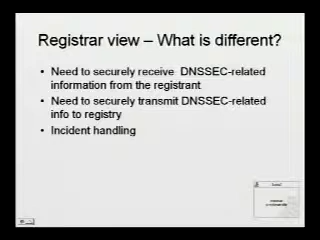 Registrar view – What is different?
• Need to securely receive DNSSEC-related
information from the registrant
• Need to securely transmit DNSSEC-related
info to registry
• Incident handling